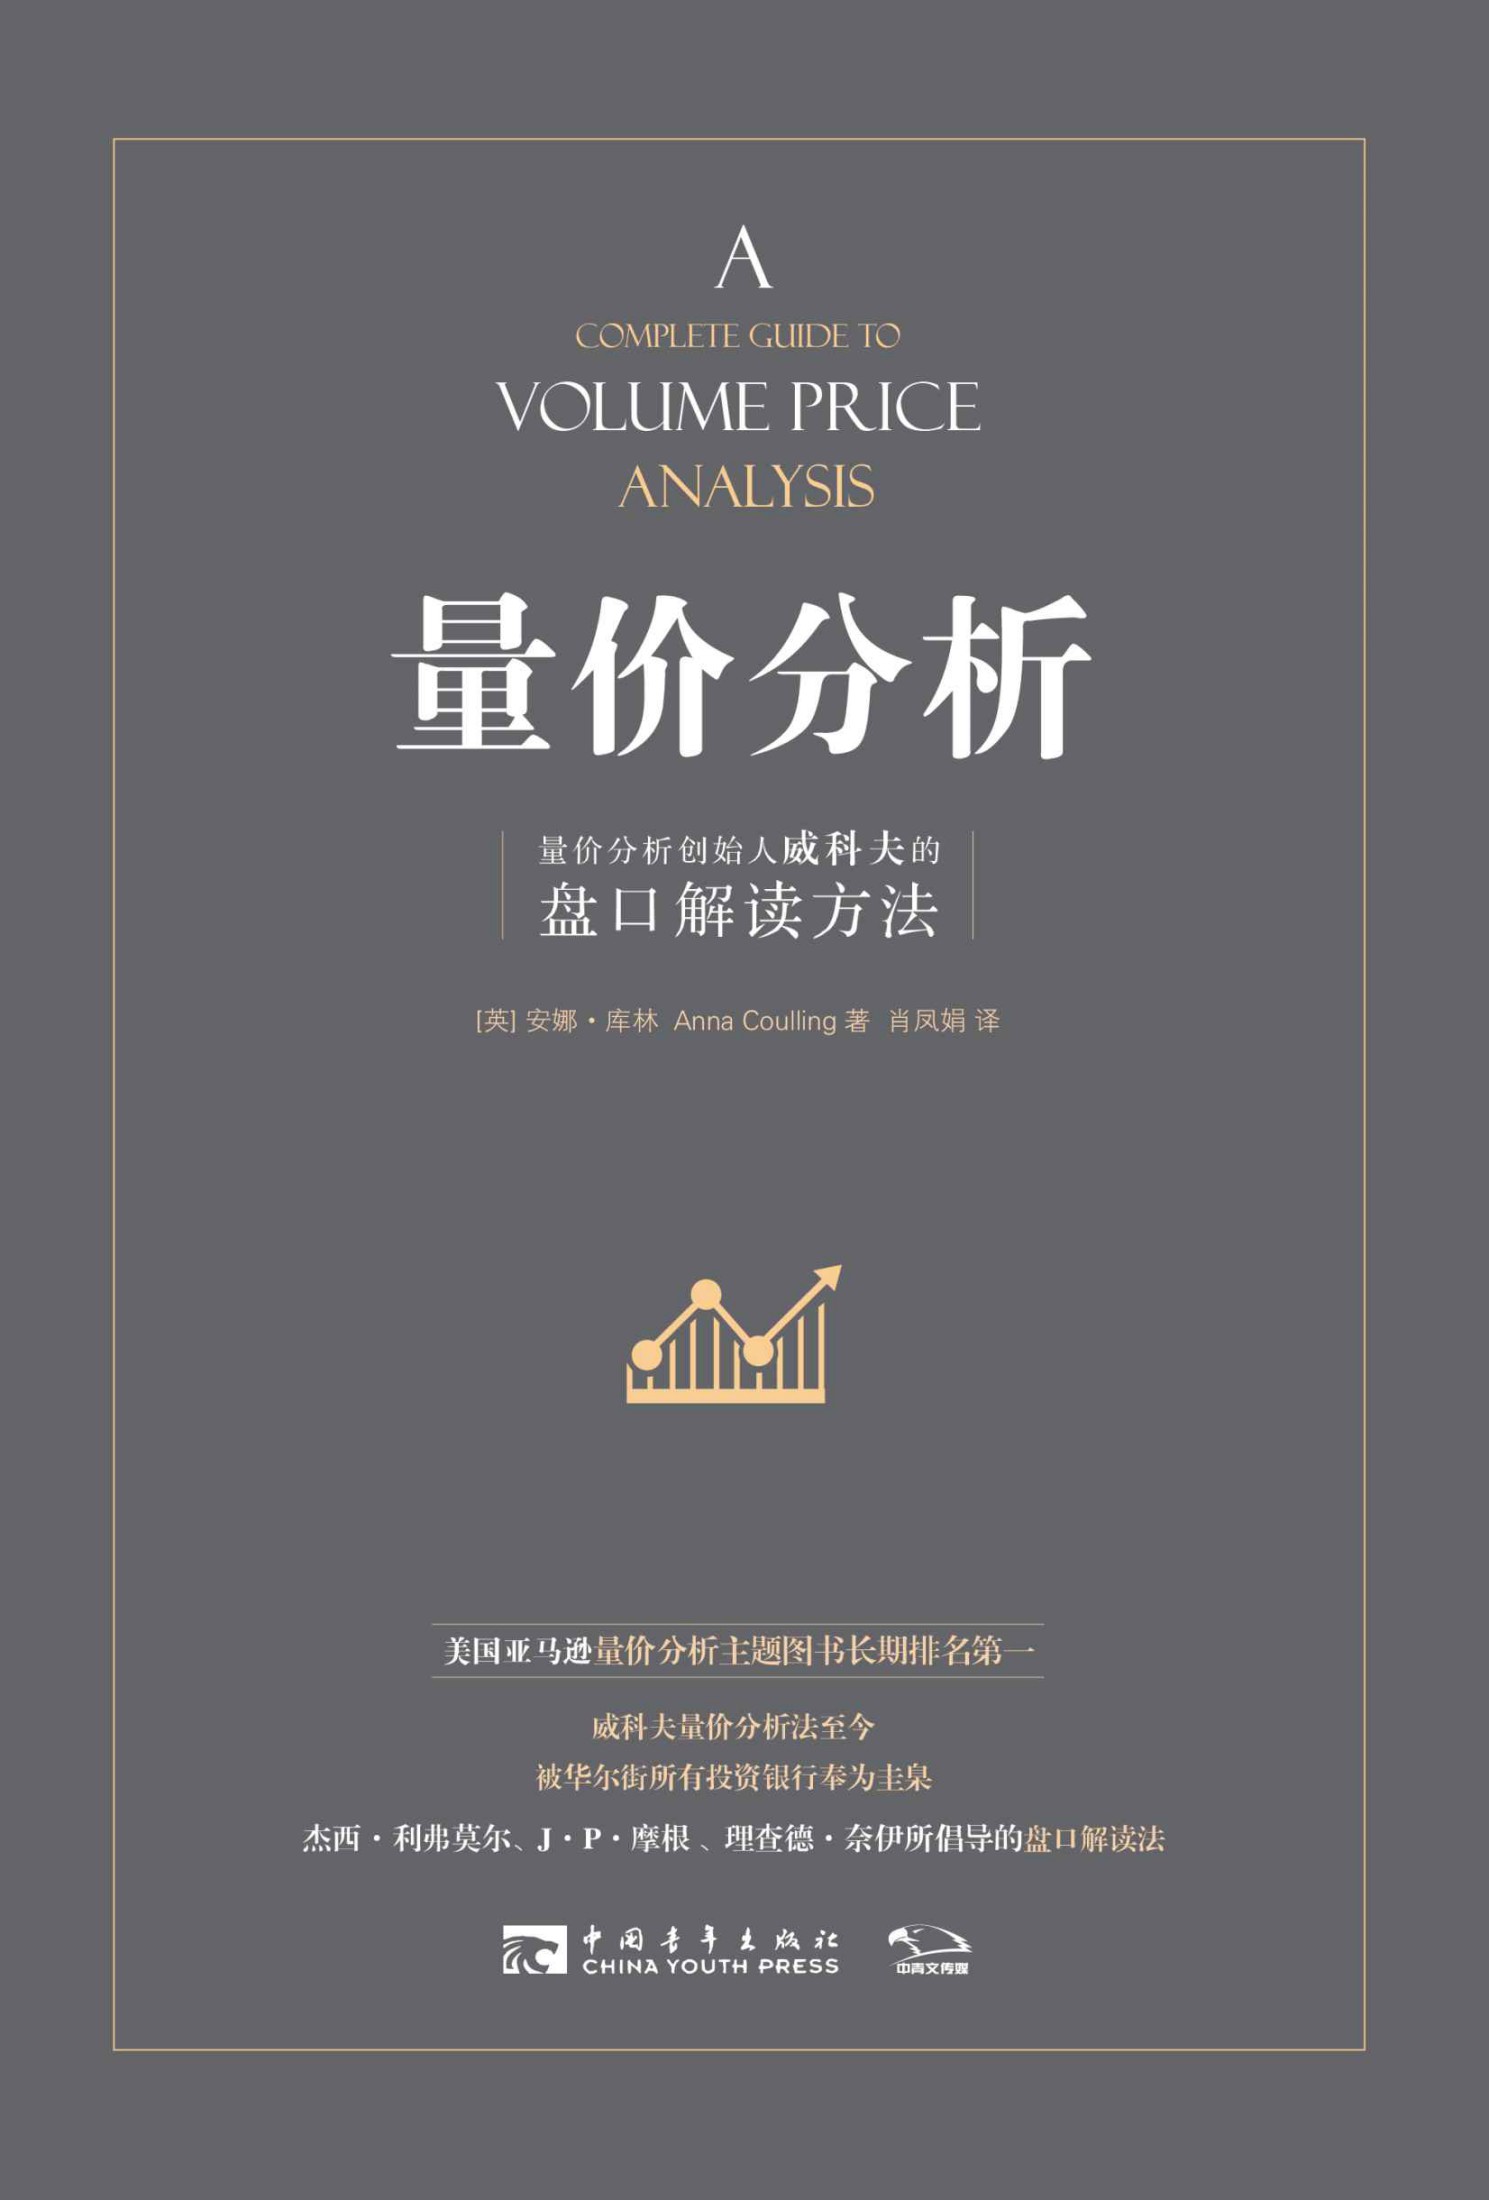 A
COMPLETE GUIDE TO
VOLUME PRICE
ANALYSIS
量价分析
量价分析创始人威科夫的
盘口解读方法
[英] 安娜·库林 Anna Coulling 著 肖凤娟 译
美国亚马逊量价分析主题图书长期排名第一
威科夫量价分析法至今
被华尔街所有投资银行奉为圭臬
杰西·利弗莫尔、J·P·摩根、理查德·奈伊所倡导的盘口解读法
中国青年出版社
CHINA YOUTH PRESS
中青文传媒